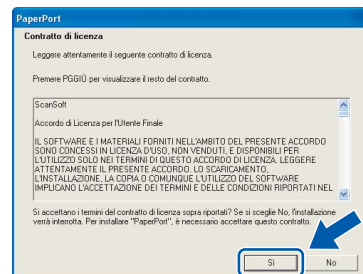 PaperPort
Contratto di licenza
Leggere attentamente il seguente contratto di licenza.
Premere PGGIÙ per visualizzare il resto del contratto.
ScanSoft
Accordo di Licenza per l'Utente Finale
IL SOFTWARE E I MATERIALI FORNITI NELL'AMBITO DEL PRESENTE ACCORDO
SONO CONCESSI IN LICENZA D'USO, NON VENDUTI, E DISPONIBILI PER
L'UTILIZZO SOLO NEI TERMINI DI QUESTO ACCORDO DI LICENZA. LEGGERE
ATTENTAMENTE IL PRESENTE ACCORDO. LO SCARICAMENTO,
L'INSTALLAZIONE, LA COPIA O COMUNQUE L'UTILIZZO DEL SOFTWARE
IMPLICANO L'ACCETTAZIONE DEI TERMINI E DELLE CONDIZIONI RIPORTATI NEL
Si accettano i termini del contratto di licenza sopra riportati? Se si sceglie No, l'installazione
verrà interrotta. Per installare "PaperPort", è necessario accettare questo contratto.
Sì
No